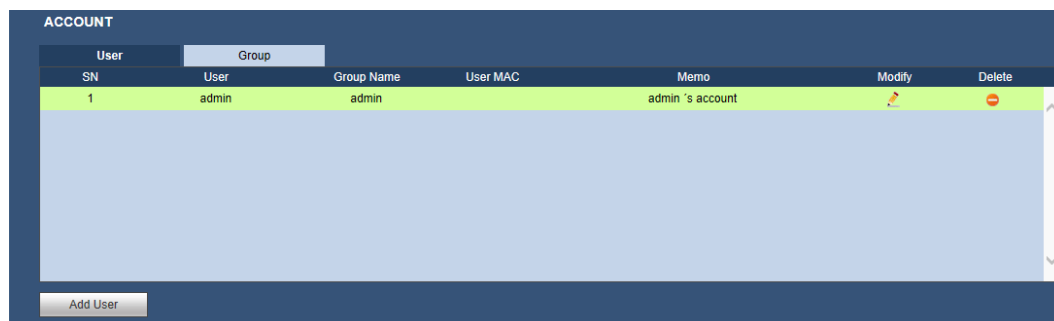 ACCOUNT
User Group
SN User Group Name User MAC Memo Modify Delete
1 admin admin admin ´s account
Add User